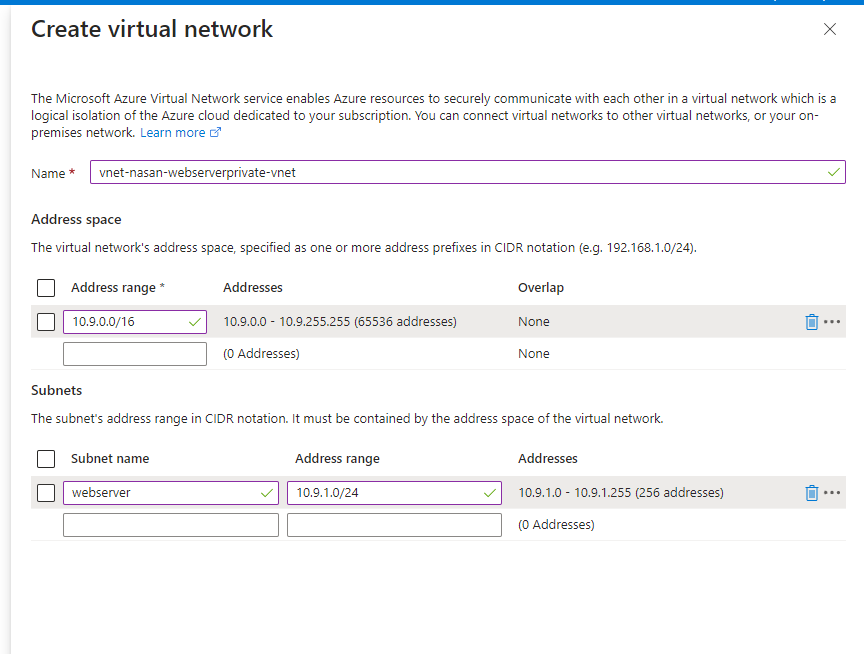 Create virtual network
The Microsoft Azure Virtual Network service enables Azure resources to securely communicate with each other in a virtual network which is a
logical isolation of the Azure cloud dedicated to your subscription. You can connect virtual networks to other virtual networks, or your on-
premises network. Learn more
Name * vnet-nasan-webserverprivate-vnet
Address space
The virtual network's address space, specified as one or more address prefixes in CIDR notation (e.g. 192.168.1.0/24).
Address range * Addresses Overlap
10.9.0.0/16 10.9.0.0 - 10.9.255.255 (65536 addresses) None
(0 Addresses) None
Subnets
The subnet's address range in CIDR notation. It must be contained by the address space of the virtual network.
Subnet name Address range Addresses
webserver 10.9.1.0/24 10.9.1.0 - 10.9.1.255 (256 addresses)
(0 Addresses)